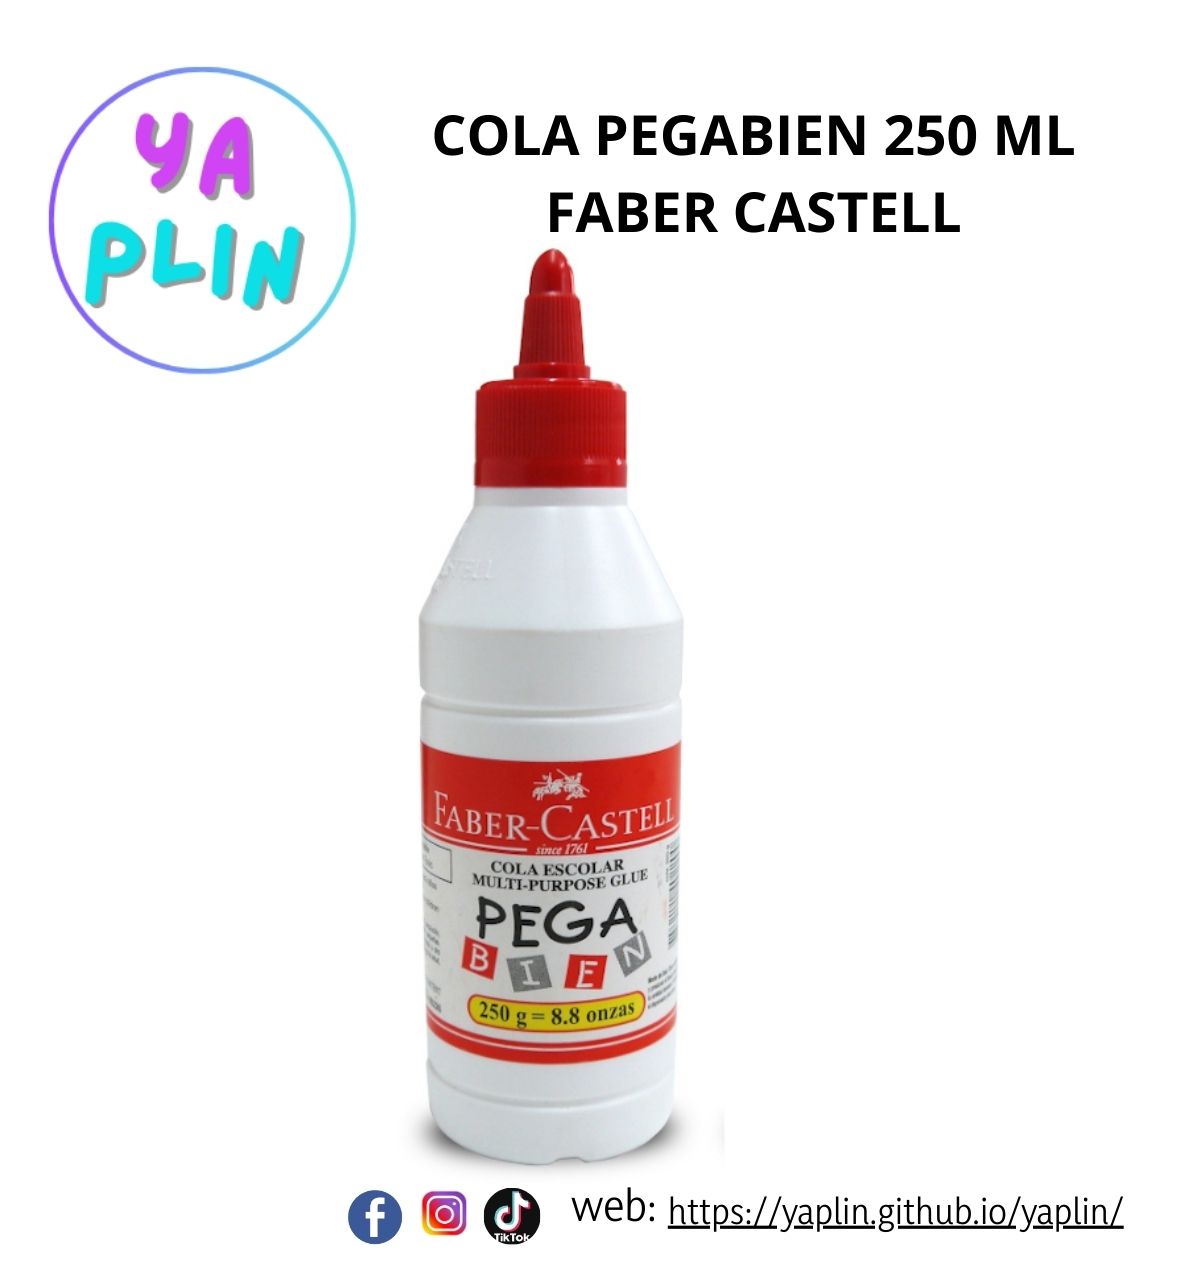 YA
PLIN
COLA PEGABIEN 250 ML
FABER CASTELL
FABER-CASTELL
since 1761
COLA ESCOLAR
MULTI-PURPOSE GLUE
PEGA
BIEN
250 g = 8.8 onzas
TikTok
web: https://yaplin.github.io/yaplin/